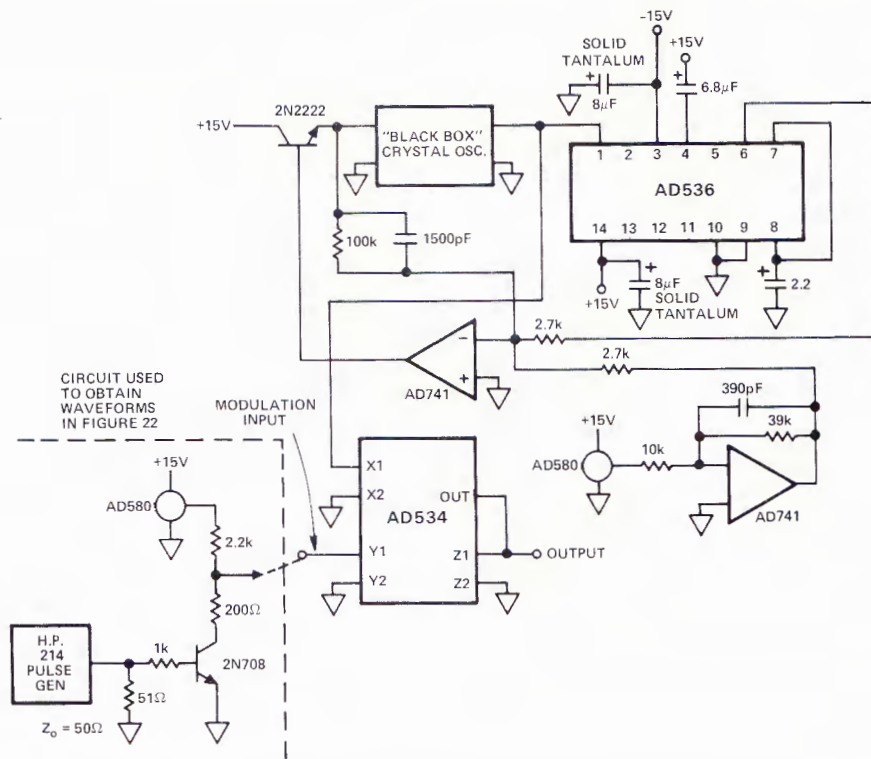 -15V
SOLID
TANTALUM
+15V
+
8μF
+
6.8μF
2N2222
+15V
"BLACK BOX"
CRYSTAL OSC.
1 2 3 4 5 6 7
AD536
14 13 12 11 10 9 8
100k
1500pF
+15V
+
8μF
SOLID
TANTALUM
+
2.2
2.7k
2.7k
−
+
AD741
390pF
39k
+15V
10k
AD580
AD741
CIRCUIT USED
TO OBTAIN
WAVEFORMS
IN FIGURE 22
MODULATION
INPUT
+15V
AD580
2.2k
200Ω
X1
X2
Y1
Y2
AD534
OUT
Z1
Z2
OUTPUT
H.P.
214
PULSE
GEN
1k
2N708
51Ω
Zo = 50Ω